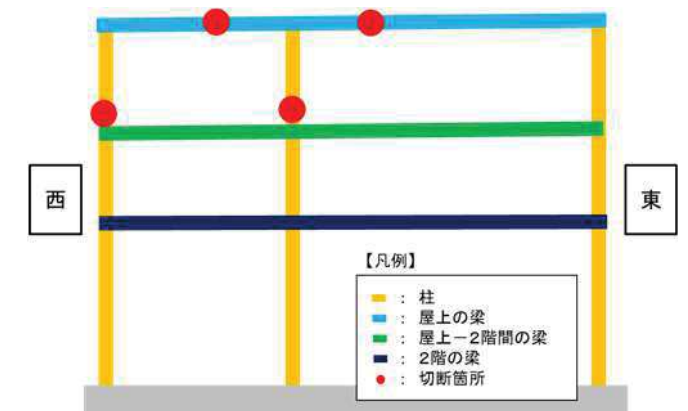 西
東
【凡例】
： 柱
： 屋上の梁
： 屋上－2階間の梁
： 2階の梁
： 切断箇所